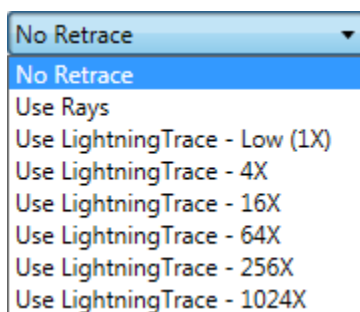 No Retrace
No Retrace
Use Rays
Use LightningTrace - Low (1X)
Use LightningTrace - 4X
Use LightningTrace - 16X
Use LightningTrace - 64X
Use LightningTrace - 256X
Use LightningTrace - 1024X